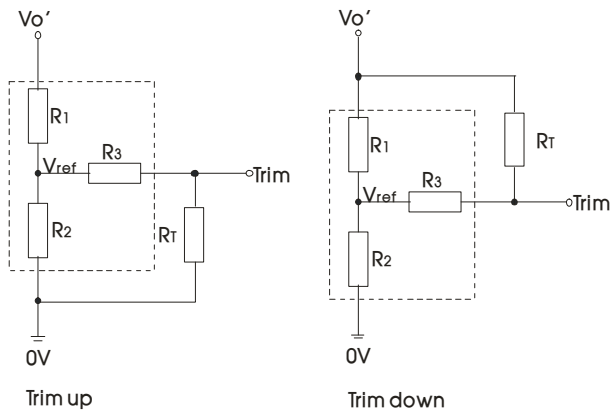 Vo'
R1
Vref
R3
Trim
R2
RT
0V
Trim up
Vo'
R1
RT
Vref
R3
Trim
R2
0V
Trim down